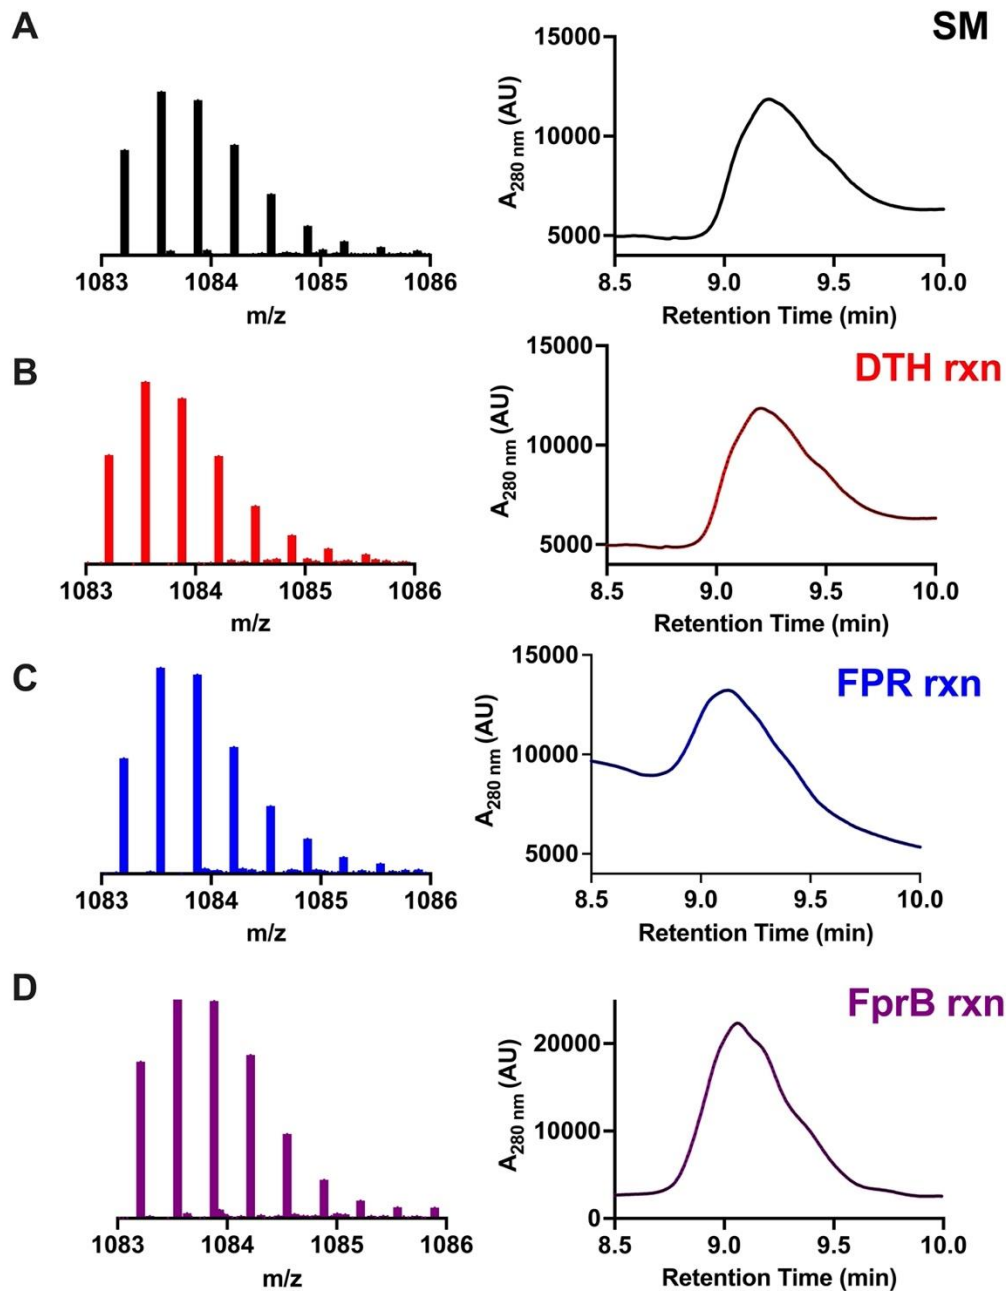 A
SM
15000
10000
5000
A280 nm (AU)
8.5 9.0 9.5 10.0
Retention Time (min)
1083 1084 1085 1086
m/z
B
DTH rxn
15000
10000
5000
A280 nm (AU)
8.5 9.0 9.5 10.0
Retention Time (min)
1083 1084 1085 1086
m/z
C
FPR rxn
15000
10000
5000
A280 nm (AU)
8.5 9.0 9.5 10.0
Retention Time (min)
1083 1084 1085 1086
m/z
D
FprB rxn
20000
10000
0
A280 nm (AU)
8.5 9.0 9.5 10.0
Retention Time (min)
1083 1084 1085 1086
m/z